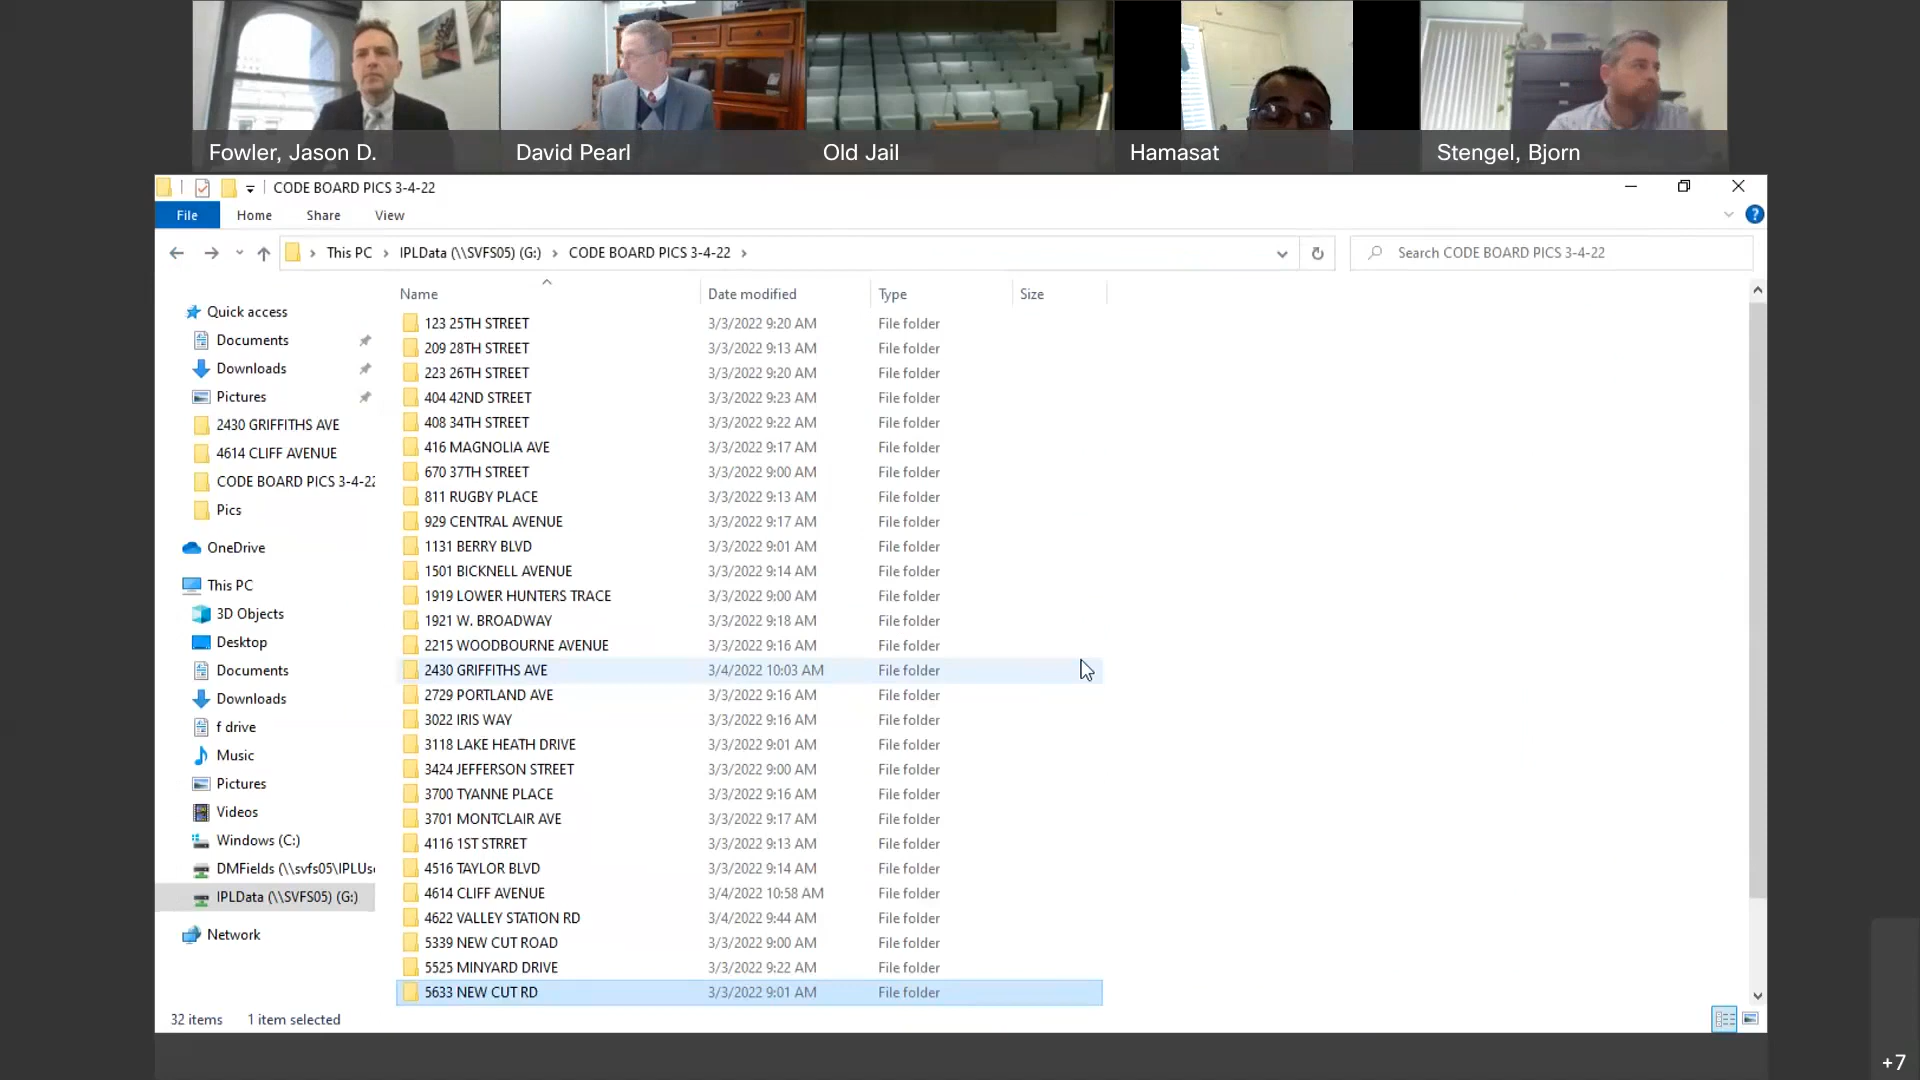 Fowler, Jason D.
David Pearl
Old Jail
Hamasat
Stengel, Bjorn
CODE BOARD PICS 3-4-22
File Home Share View
This PC IPLData (\\SVFS05) (G:) CODE BOARD PICS 3-4-22
Search CODE BOARD PICS 3-4-22
Quick access
Documents
Downloads
Pictures
2430 GRIFFITHS AVE
4614 CLIFF AVENUE
CODE BOARD PICS 3-4-22
Pics
OneDrive
This PC
3D Objects
Desktop
Documents
Downloads
f drive
Music
Pictures
Videos
Windows (C:)
DMFields (\\svfs05\IPLUse
IPLData (\\SVFS05) (G:)
Network
Name Date modified Type Size
123 25TH STREET 3/3/2022 9:20 AM File folder
209 28TH STREET 3/3/2022 9:13 AM File folder
223 26TH STREET 3/3/2022 9:20 AM File folder
404 42ND STREET 3/3/2022 9:23 AM File folder
408 34TH STREET 3/3/2022 9:22 AM File folder
416 MAGNOLIA AVE 3/3/2022 9:17 AM File folder
670 37TH STREET 3/3/2022 9:00 AM File folder
811 RUGBY PLACE 3/3/2022 9:13 AM File folder
929 CENTRAL AVENUE 3/3/2022 9:17 AM File folder
1131 BERRY BLVD 3/3/2022 9:01 AM File folder
1501 BICKNELL AVENUE 3/3/2022 9:14 AM File folder
1919 LOWER HUNTERS TRACE 3/3/2022 9:00 AM File folder
1921 W. BROADWAY 3/3/2022 9:18 AM File folder
2215 WOODBOURNE AVENUE 3/3/2022 9:16 AM File folder
2430 GRIFFITHS AVE 3/4/2022 10:03 AM File folder
2729 PORTLAND AVE 3/3/2022 9:16 AM File folder
3022 IRIS WAY 3/3/2022 9:16 AM File folder
3118 LAKE HEATH DRIVE 3/3/2022 9:01 AM File folder
3424 JEFFERSON STREET 3/3/2022 9:00 AM File folder
3700 TYANNE PLACE 3/3/2022 9:16 AM File folder
3701 MONTCLAIR AVE 3/3/2022 9:17 AM File folder
4116 1ST STRRET 3/3/2022 9:13 AM File folder
4516 TAYLOR BLVD 3/3/2022 9:14 AM File folder
4614 CLIFF AVENUE 3/4/2022 10:58 AM File folder
4622 VALLEY STATION RD 3/4/2022 9:44 AM File folder
5339 NEW CUT ROAD 3/3/2022 9:00 AM File folder
5525 MINYARD DRIVE 3/3/2022 9:22 AM File folder
5633 NEW CUT RD 3/3/2022 9:01 AM File folder
32 items 1 item selected
+7